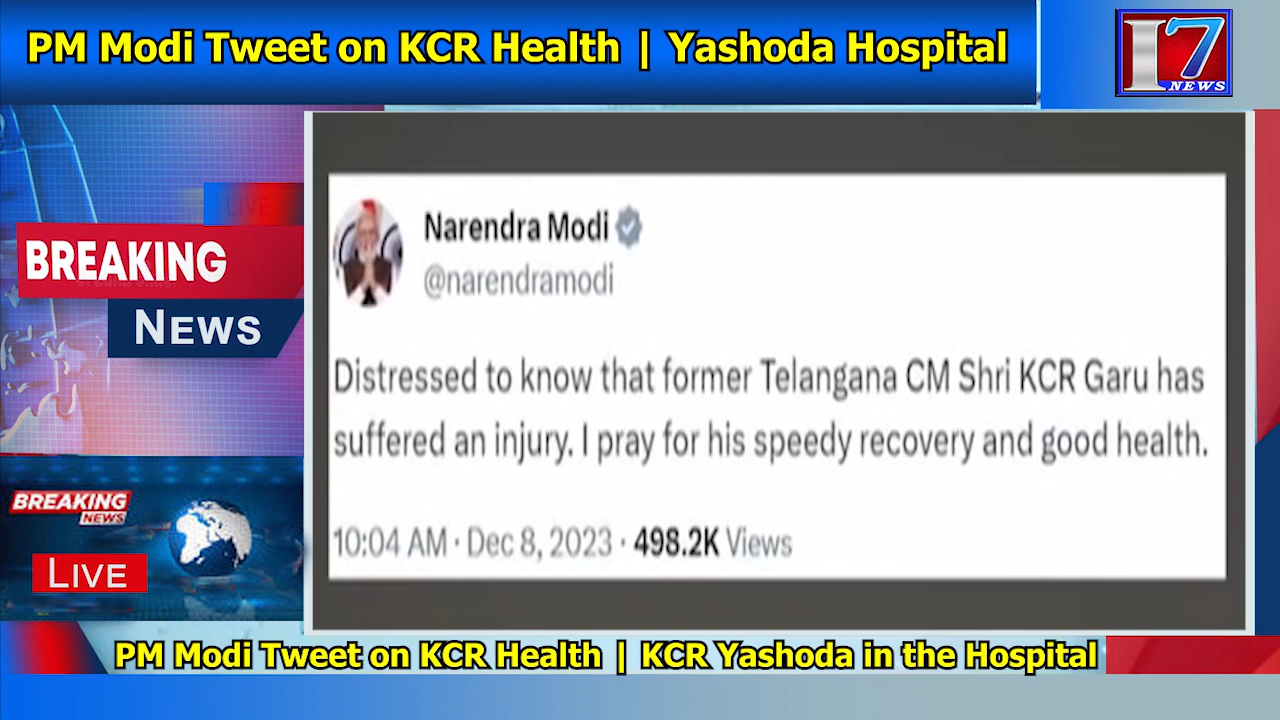 PM Modi Tweet on KCR Health | Yashoda Hospital
I7
NEWS
LIVE
BREAKING
NEWS
Narendra Modi
@narendramodi
Distressed to know that former Telangana CM Shri KCR Garu has
suffered an injury. I pray for his speedy recovery and good health.
10:04 AM · Dec 8, 2023 · 498.2K Views
BREAKING
NEWS
LIVE
PM Modi Tweet on KCR Health | KCR Yashoda in the Hospital